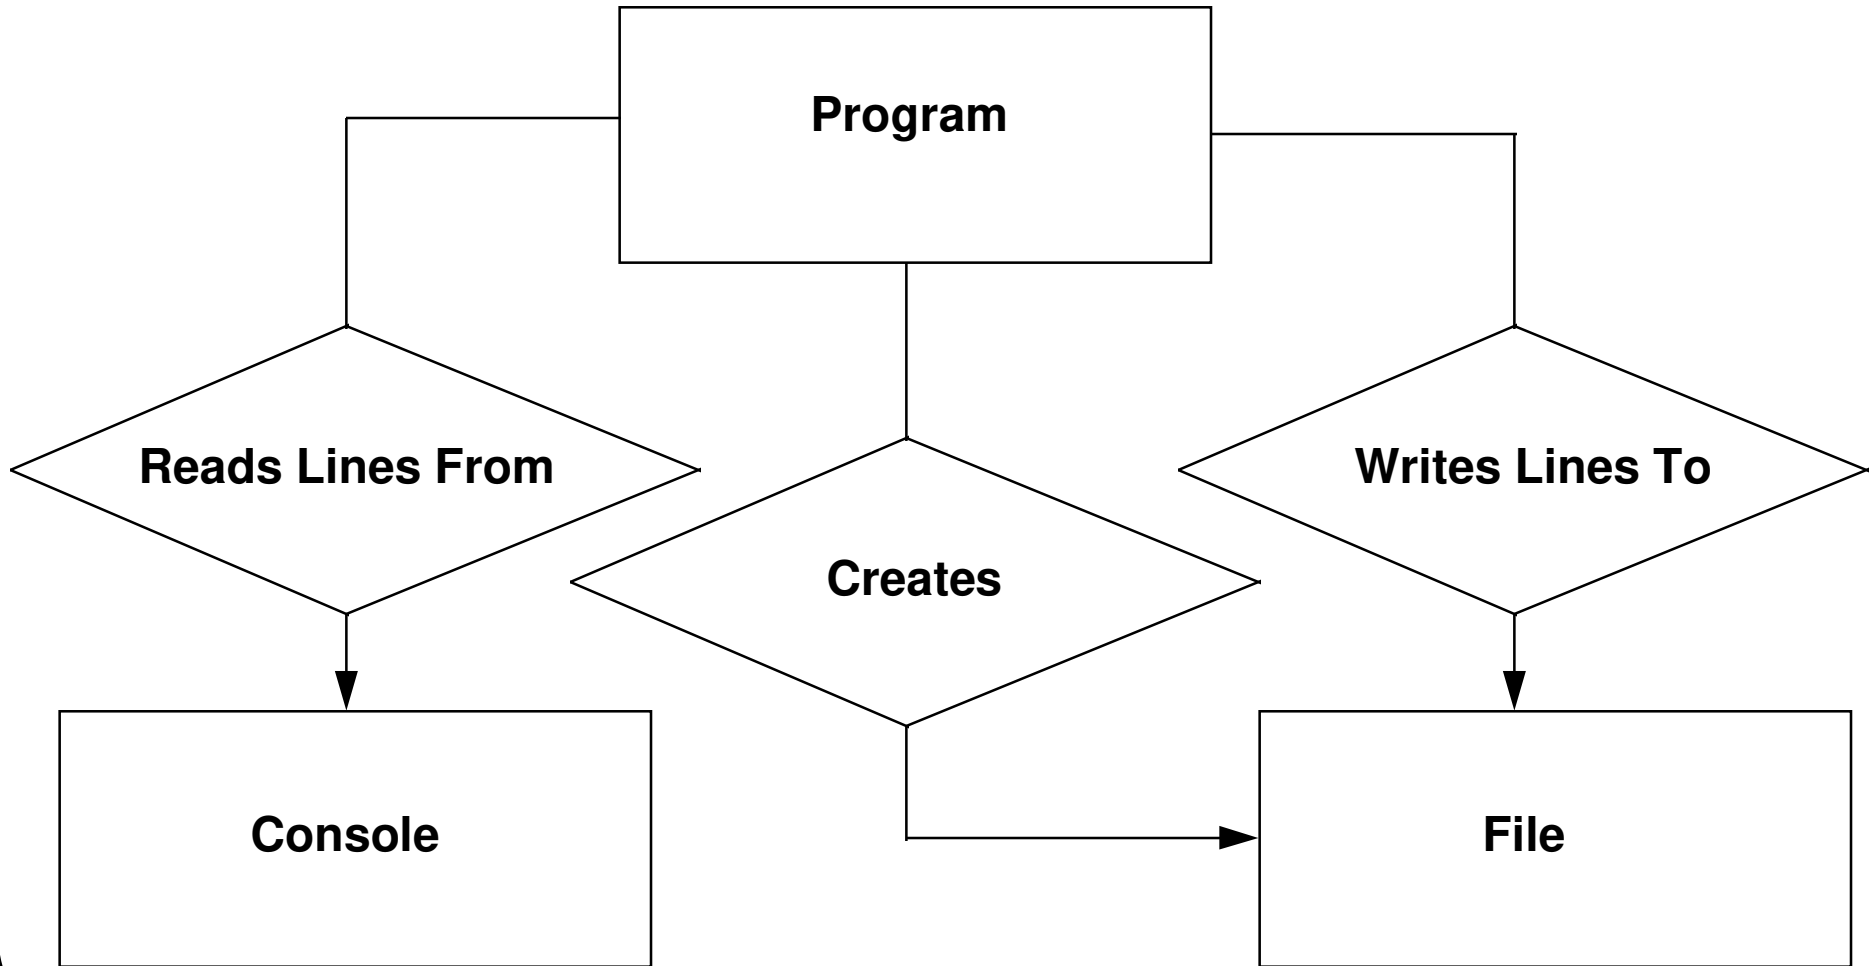 Program
Reads Lines From
Writes Lines To
Creates
Console
File